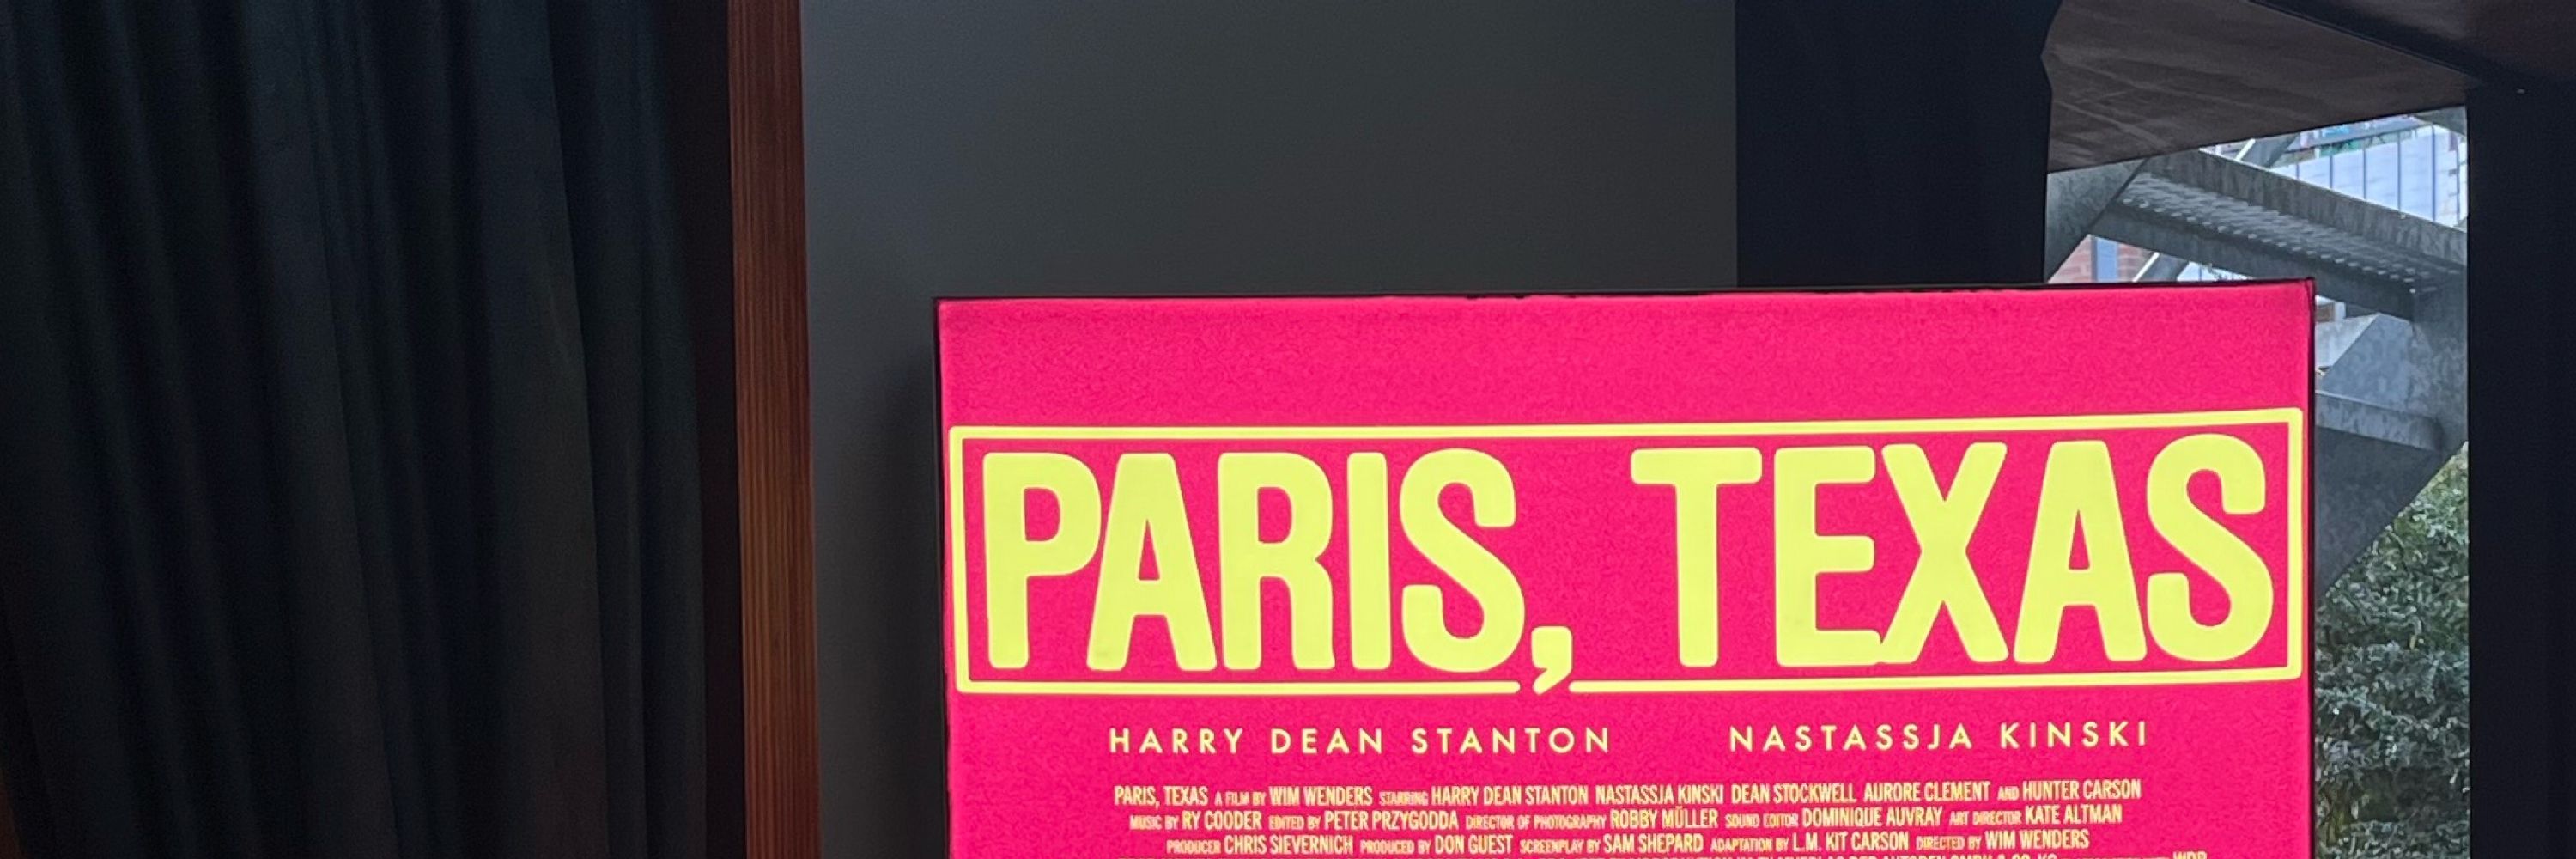 PARIS, TEXAS
HARRY DEAN STANTON NASTASSJA KINSKI
PARIS, TEXAS A FILM BY WIM WENDERS STARRING HARRY DEAN STANTON NASTASSJA KINSKI DEAN STOCKWELL AURORE CLEMENT AND HUNTER CARSON
MUSIC BY RY COODER EDITED BY PETER PRZYGODDA DIRECTOR OF PHOTOGRAPHY ROBBY MÜLLER SOUND EDITOR DOMINIQUE AUVRAY ART DIRECTOR KATE ALTMAN
PRODUCER CHRIS SIEVERNICH PRODUCED BY DON GUEST SCREENPLAY BY SAM SHEPARD ADAPTATION BY L.M. KIT CARSON DIRECTED BY WIM WENDERS